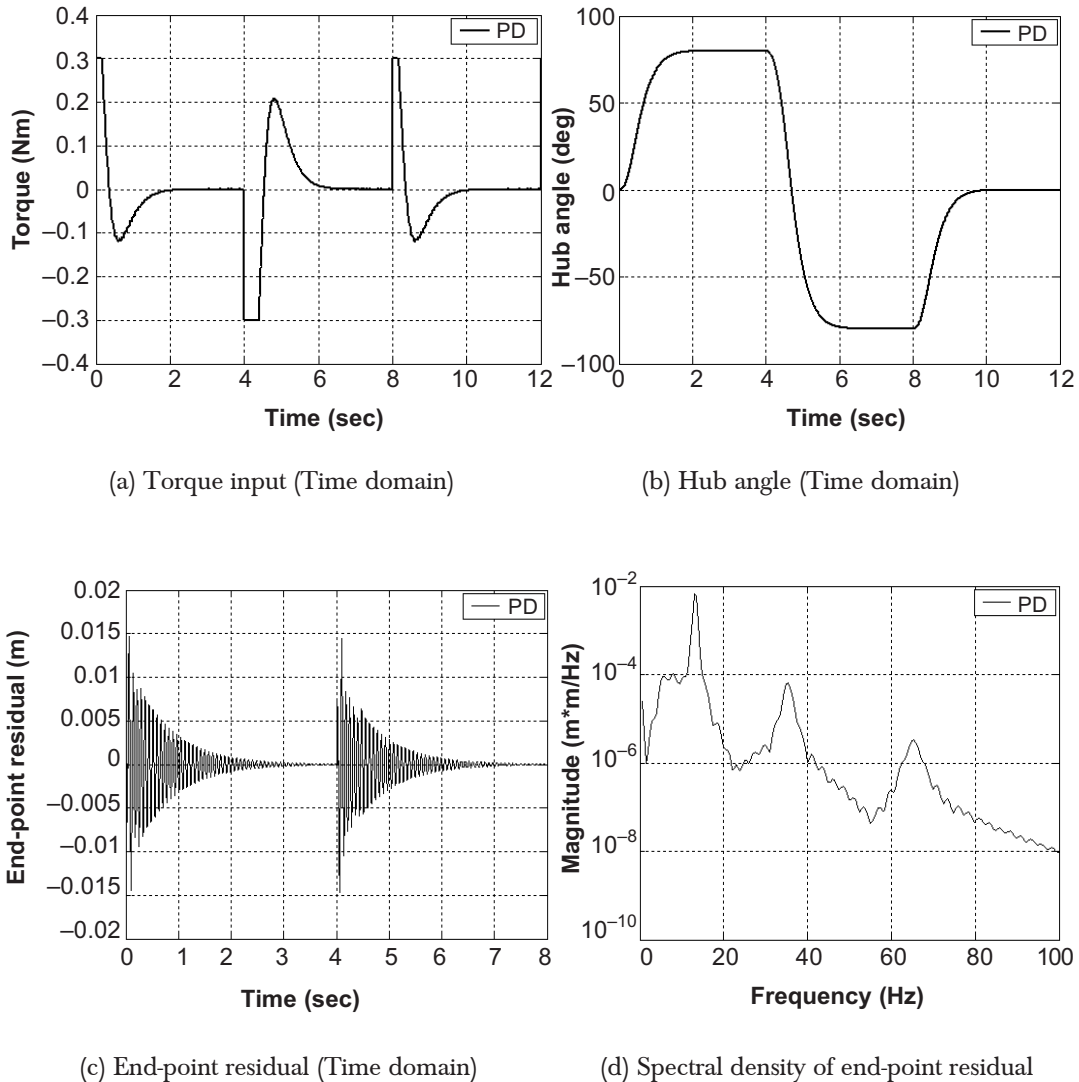 0.4
0.3
0.2
0.1
0
–0.1
–0.2
–0.3
–0.4
Torque (Nm)
PD
0 2 4 6 8 10 12
Time (sec)
(a) Torque input (Time domain)
100
50
0
–50
–100
Hub angle (deg)
PD
0 2 4 6 8 10 12
Time (sec)
(b) Hub angle (Time domain)
0.02
0.015
0.01
0.005
0
–0.005
–0.01
–0.015
–0.02
End-point residual (m)
PD
0 1 2 3 4 5 6 7 8
Time (sec)
(c) End-point residual (Time domain)
10⁻²
10⁻⁴
10⁻⁶
10⁻⁸
10⁻¹⁰
Magnitude (m*m/Hz)
PD
0 20 40 60 80 100
Frequency (Hz)
(d) Spectral density of end-point residual